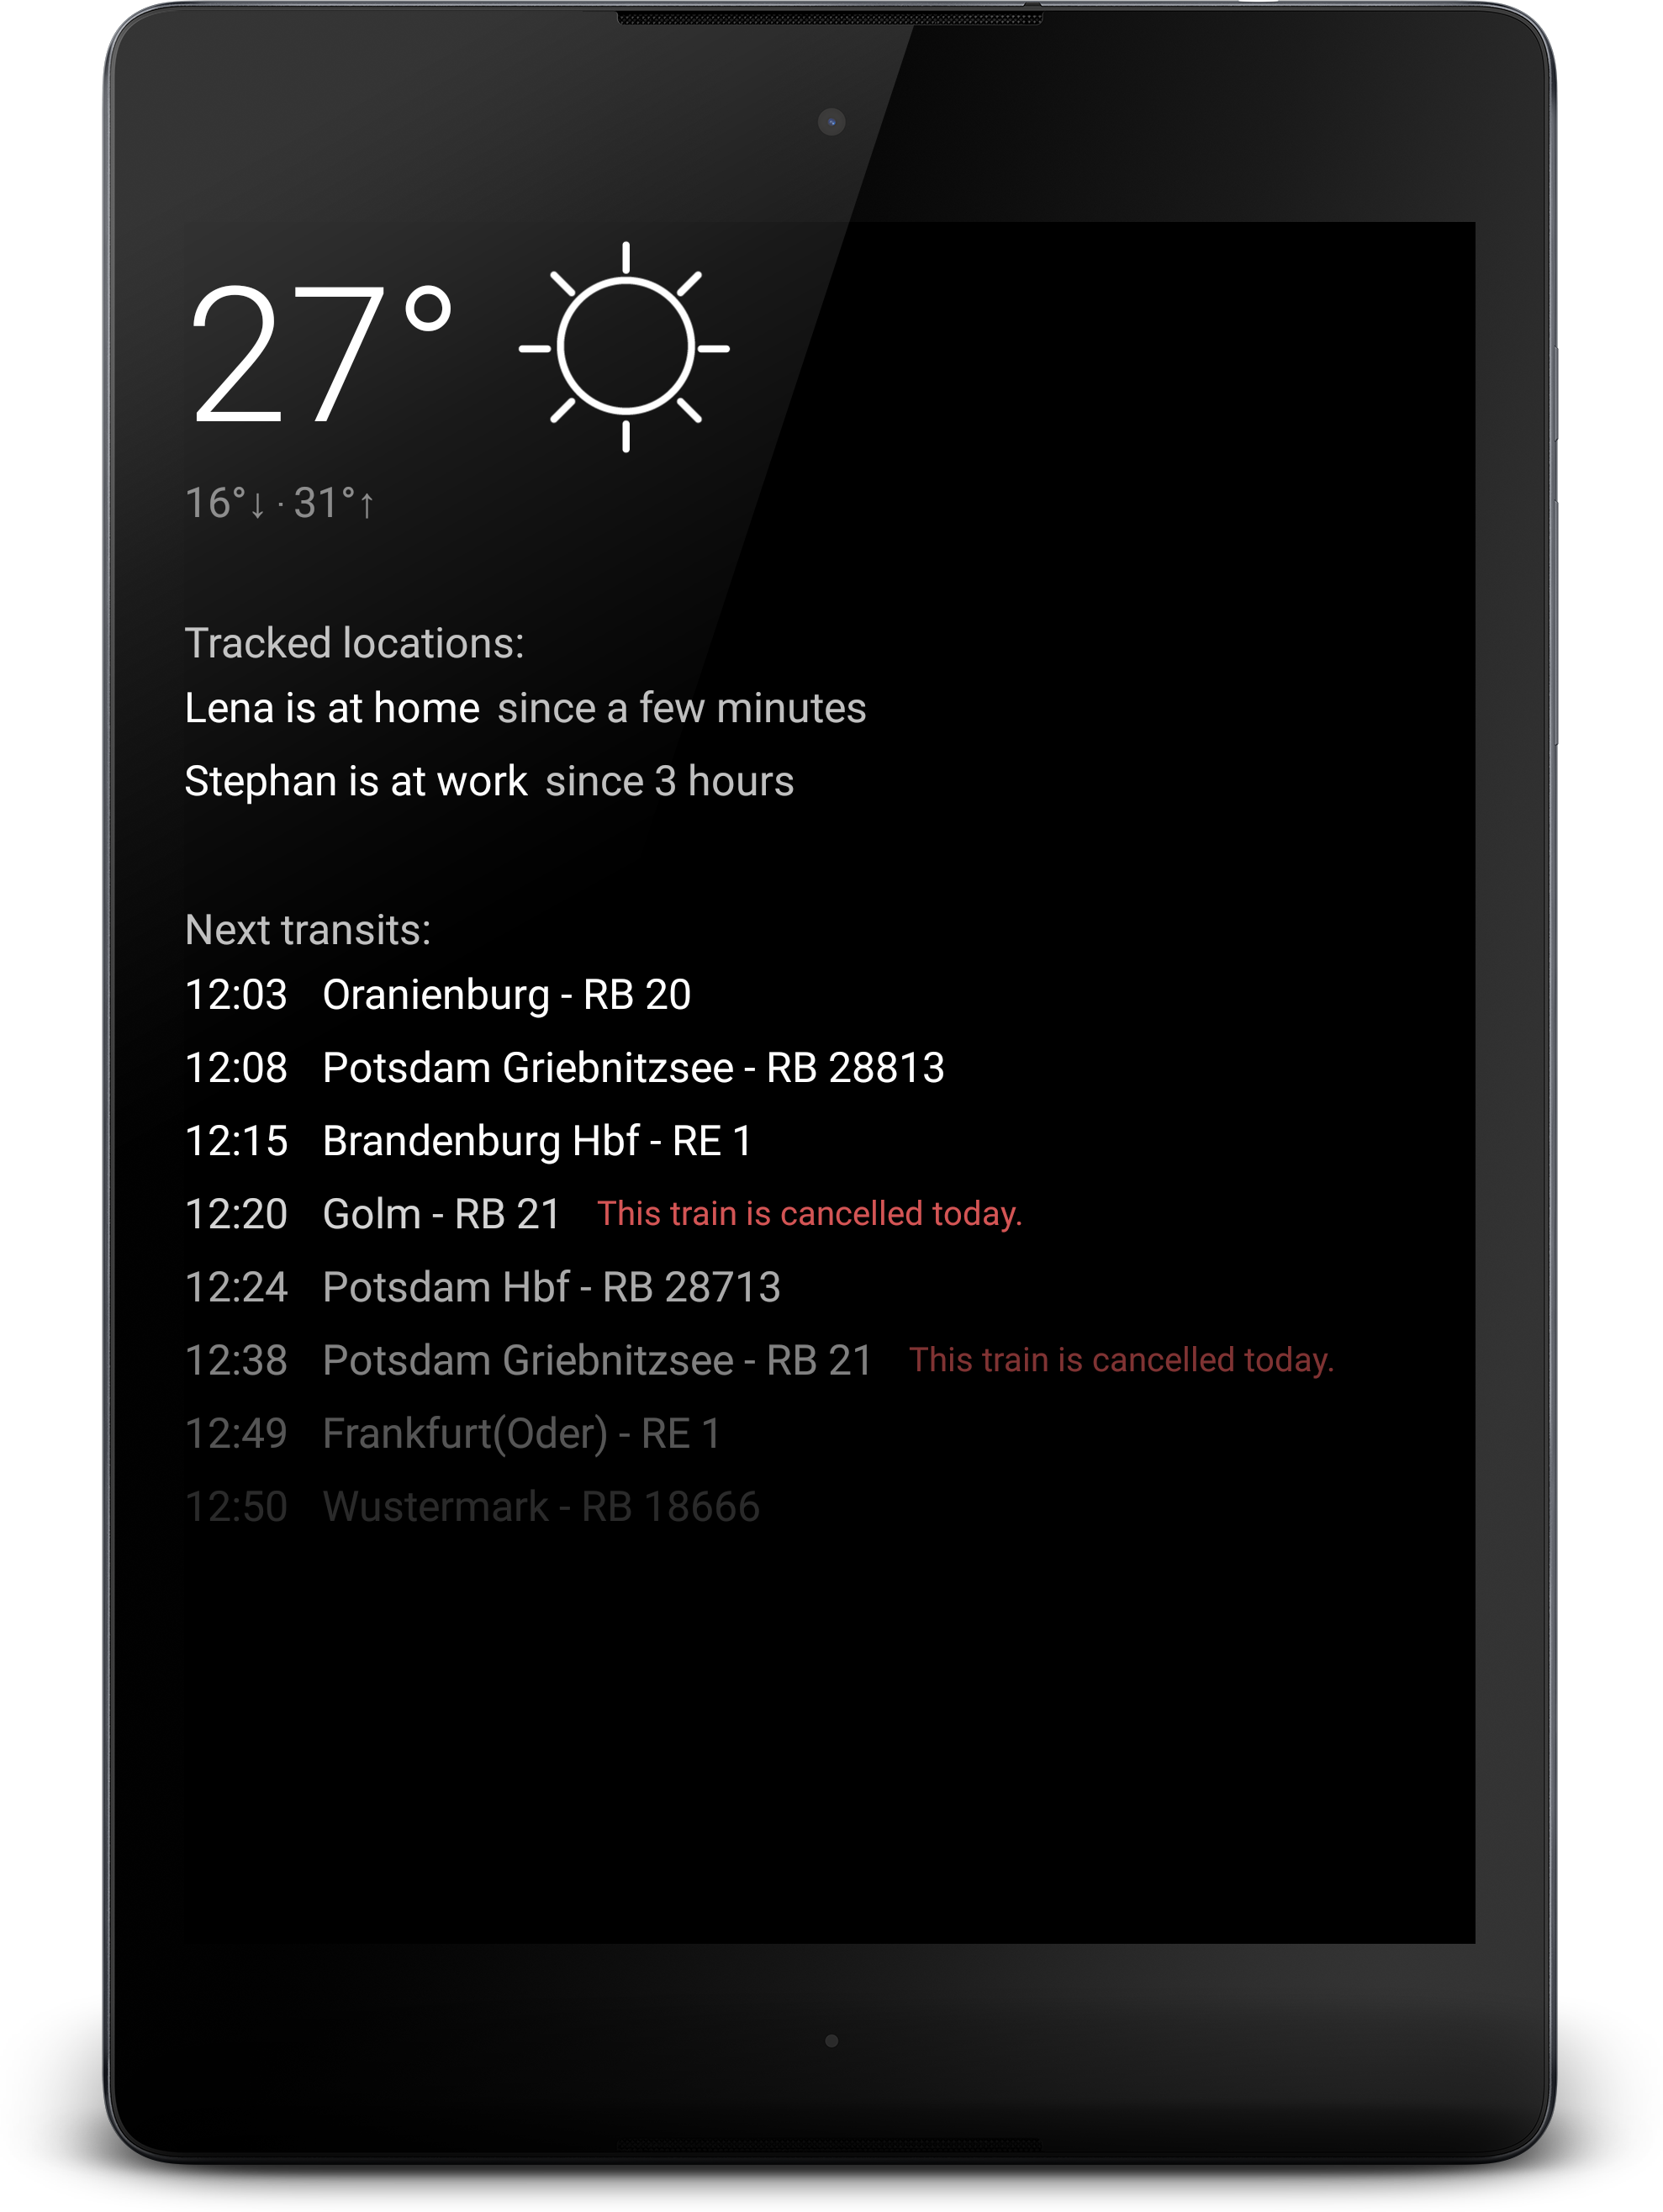 27°
16°↓ · 31°↑
Tracked locations:
Lena is at home since a few minutes
Stephan is at work since 3 hours
Next transits:
12:03 Oranienburg - RB 20
12:08 Potsdam Griebnitzsee - RB 28813
12:15 Brandenburg Hbf - RE 1
12:20 Golm - RB 21 This train is cancelled today.
12:24 Potsdam Hbf - RB 28713
12:38 Potsdam Griebnitzsee - RB 21 This train is cancelled today.
12:49 Frankfurt(Oder) - RE 1
12:50 Wustermark - RB 18666